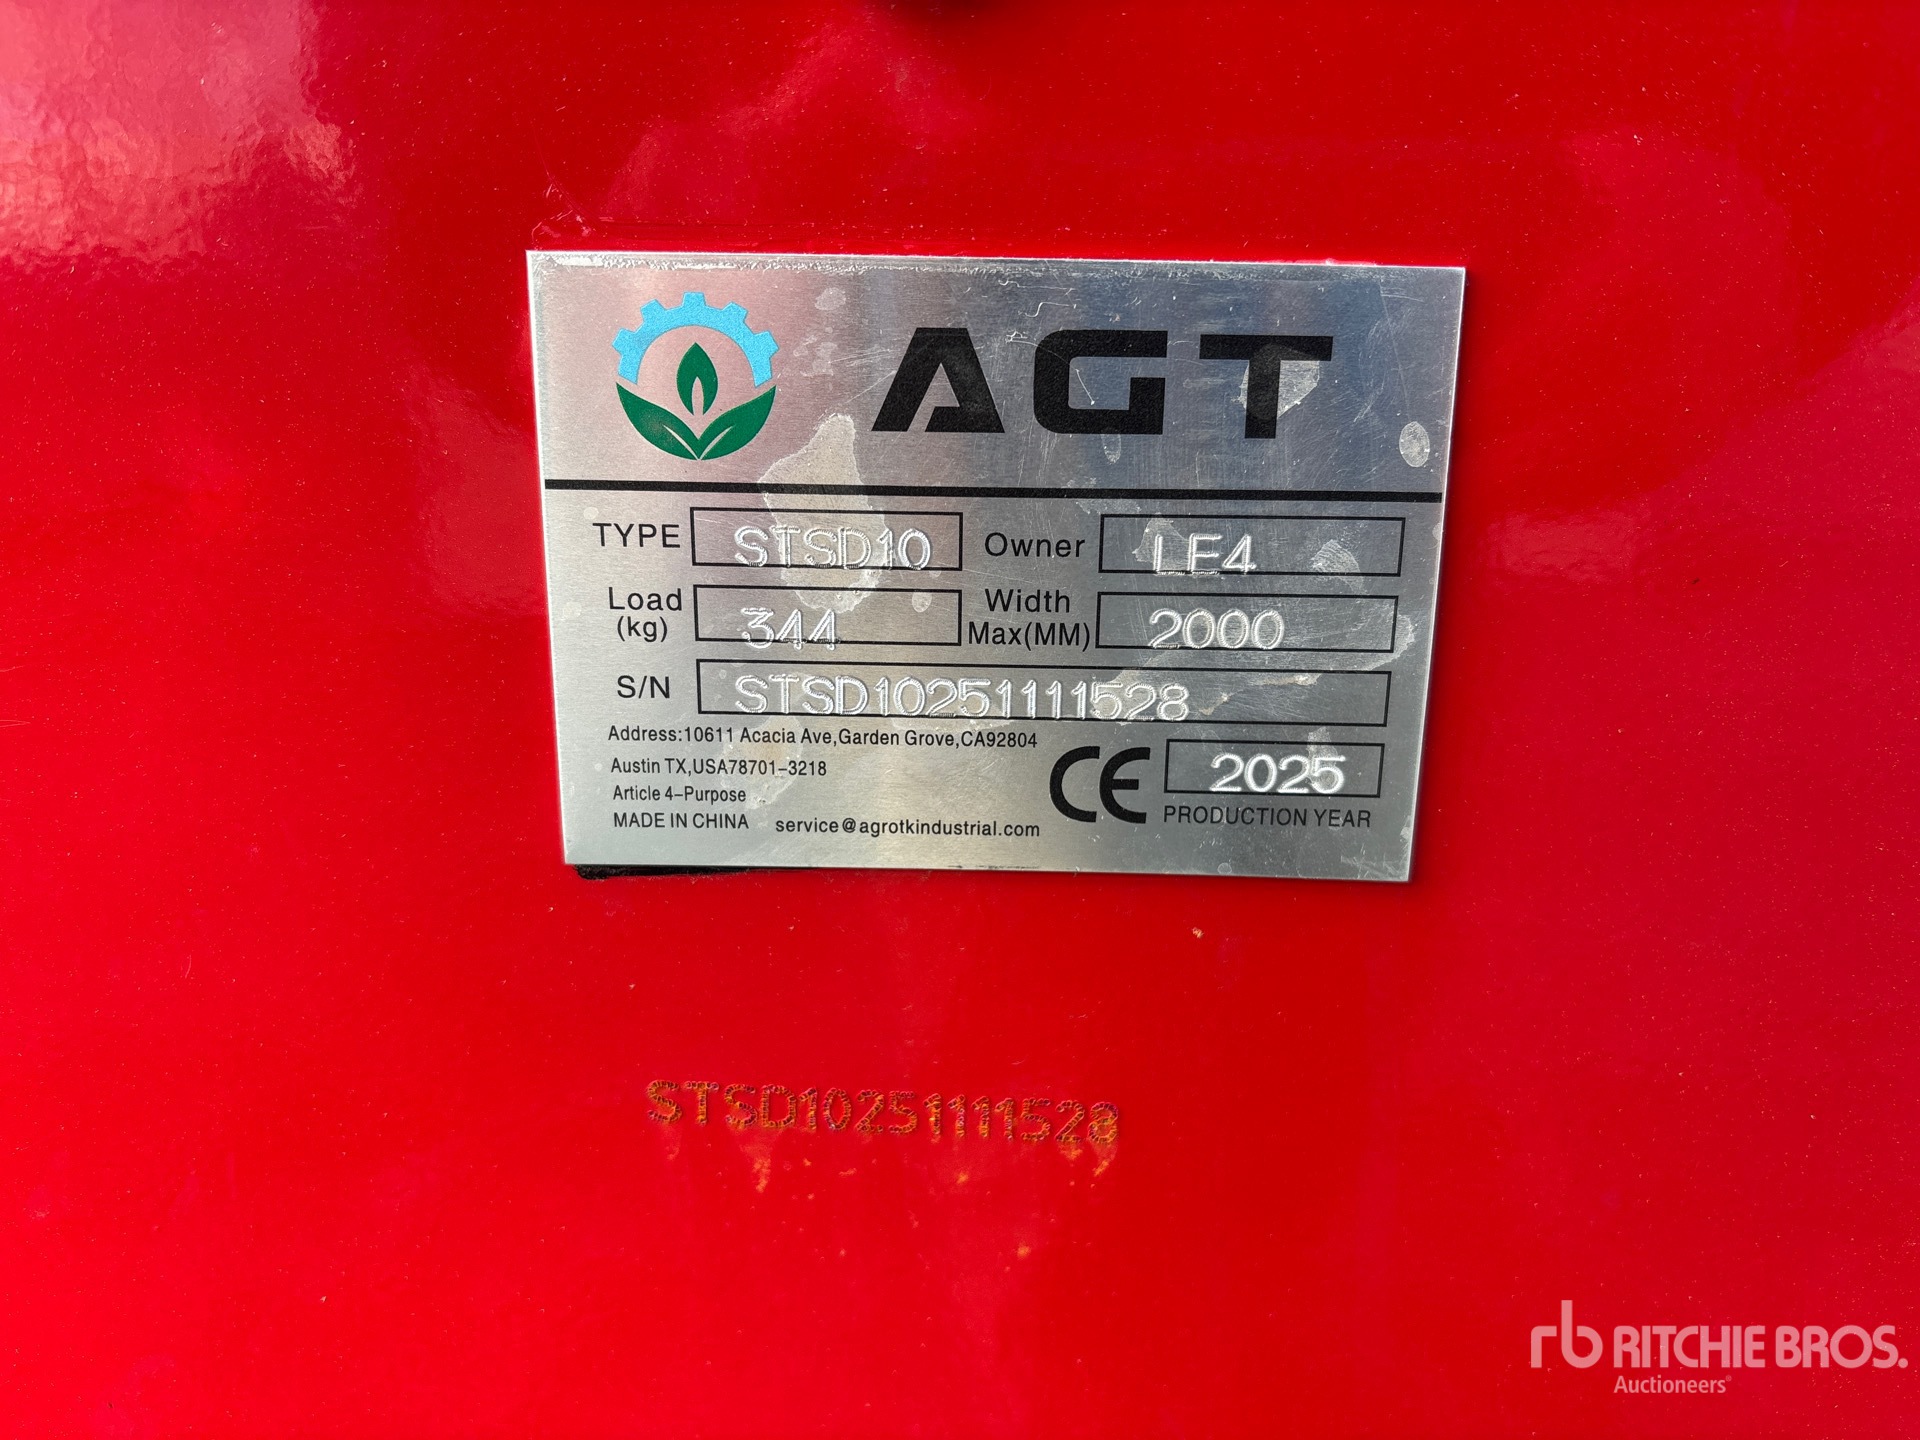 AGT
TYPE STSD10 Owner LE4
Load (kg) 344 Width Max(MM) 2000
S/N STSD10251111528
Address:10611 Acacia Ave,Garden Grove,CA92804
Austin TX,USA78701-3218
Article 4-Purpose
MADE IN CHINA service@agrotkindustrial.com
CE 2025
PRODUCTION YEAR
STSD10251111528
rb RITCHIE BROS.
Auctioneers